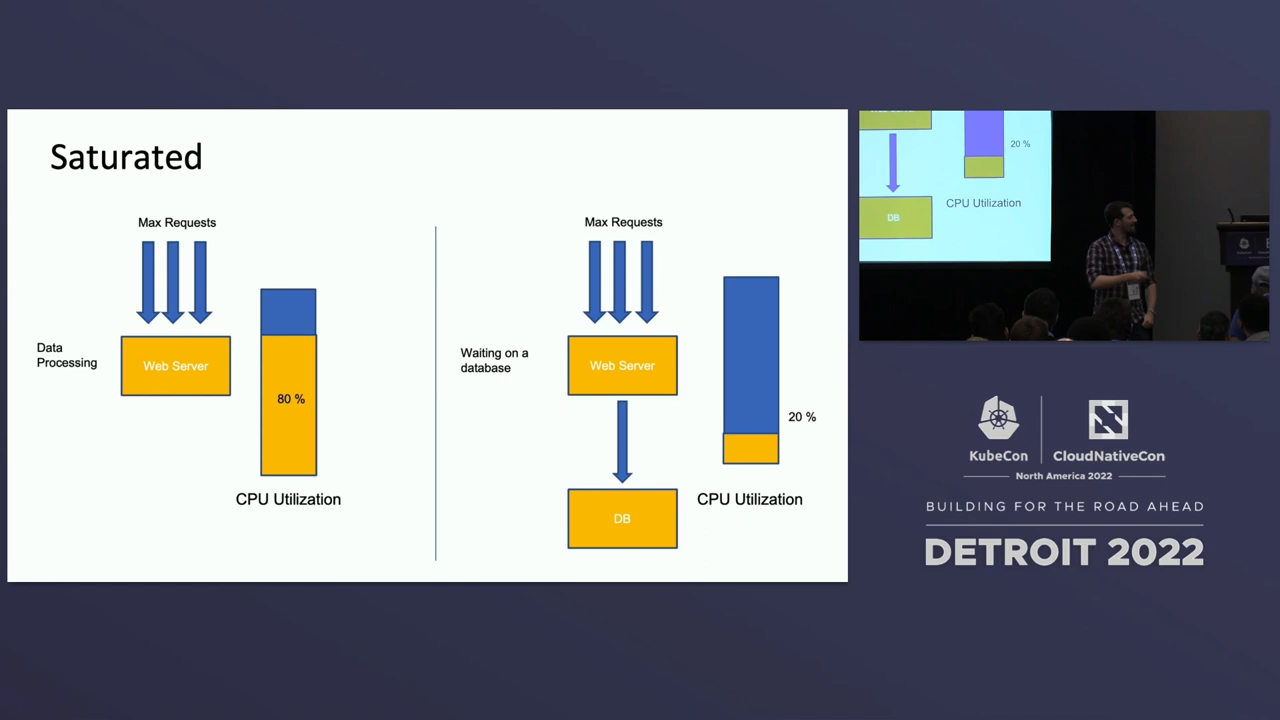 Saturated
Max Requests
Data
Processing
Web Server
80 %
CPU Utilization
Max Requests
Waiting on a
database
Web Server
20 %
DB
CPU Utilization
20 %
DB
CPU Utilization
KubeCon
CloudNativeCon
North America 2022
BUILDING FOR THE ROAD AHEAD
DETROIT 2022